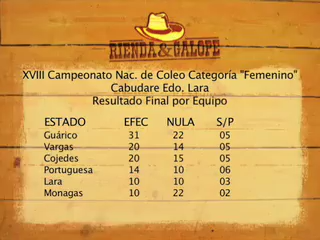 RIENDA&GALOPE
XVIII Campeonato Nac. de Coleo Categoría "Femenino"
Cabudare Edo. Lara
Resultado Final por Equipo
ESTADO EFEC NULA S/P
Guárico 31 22 05
Vargas 20 14 05
Cojedes 20 15 05
Portuguesa 14 10 06
Lara 10 10 03
Monagas 10 22 02